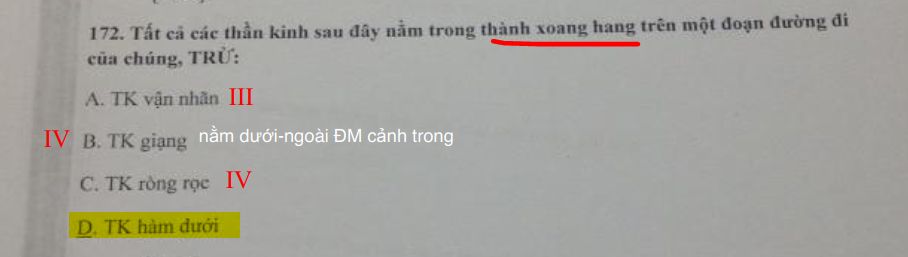 172. Tất cả các thần kinh sau đây nằm trong thành xoang hang trên một đoạn đường đi
của chúng, TRỪ:
A. TK vận nhãn III
IV B. TK giạng nằm dưới-ngoài ĐM cảnh trong
C. TK ròng rọc IV
D. TK hàm dưới